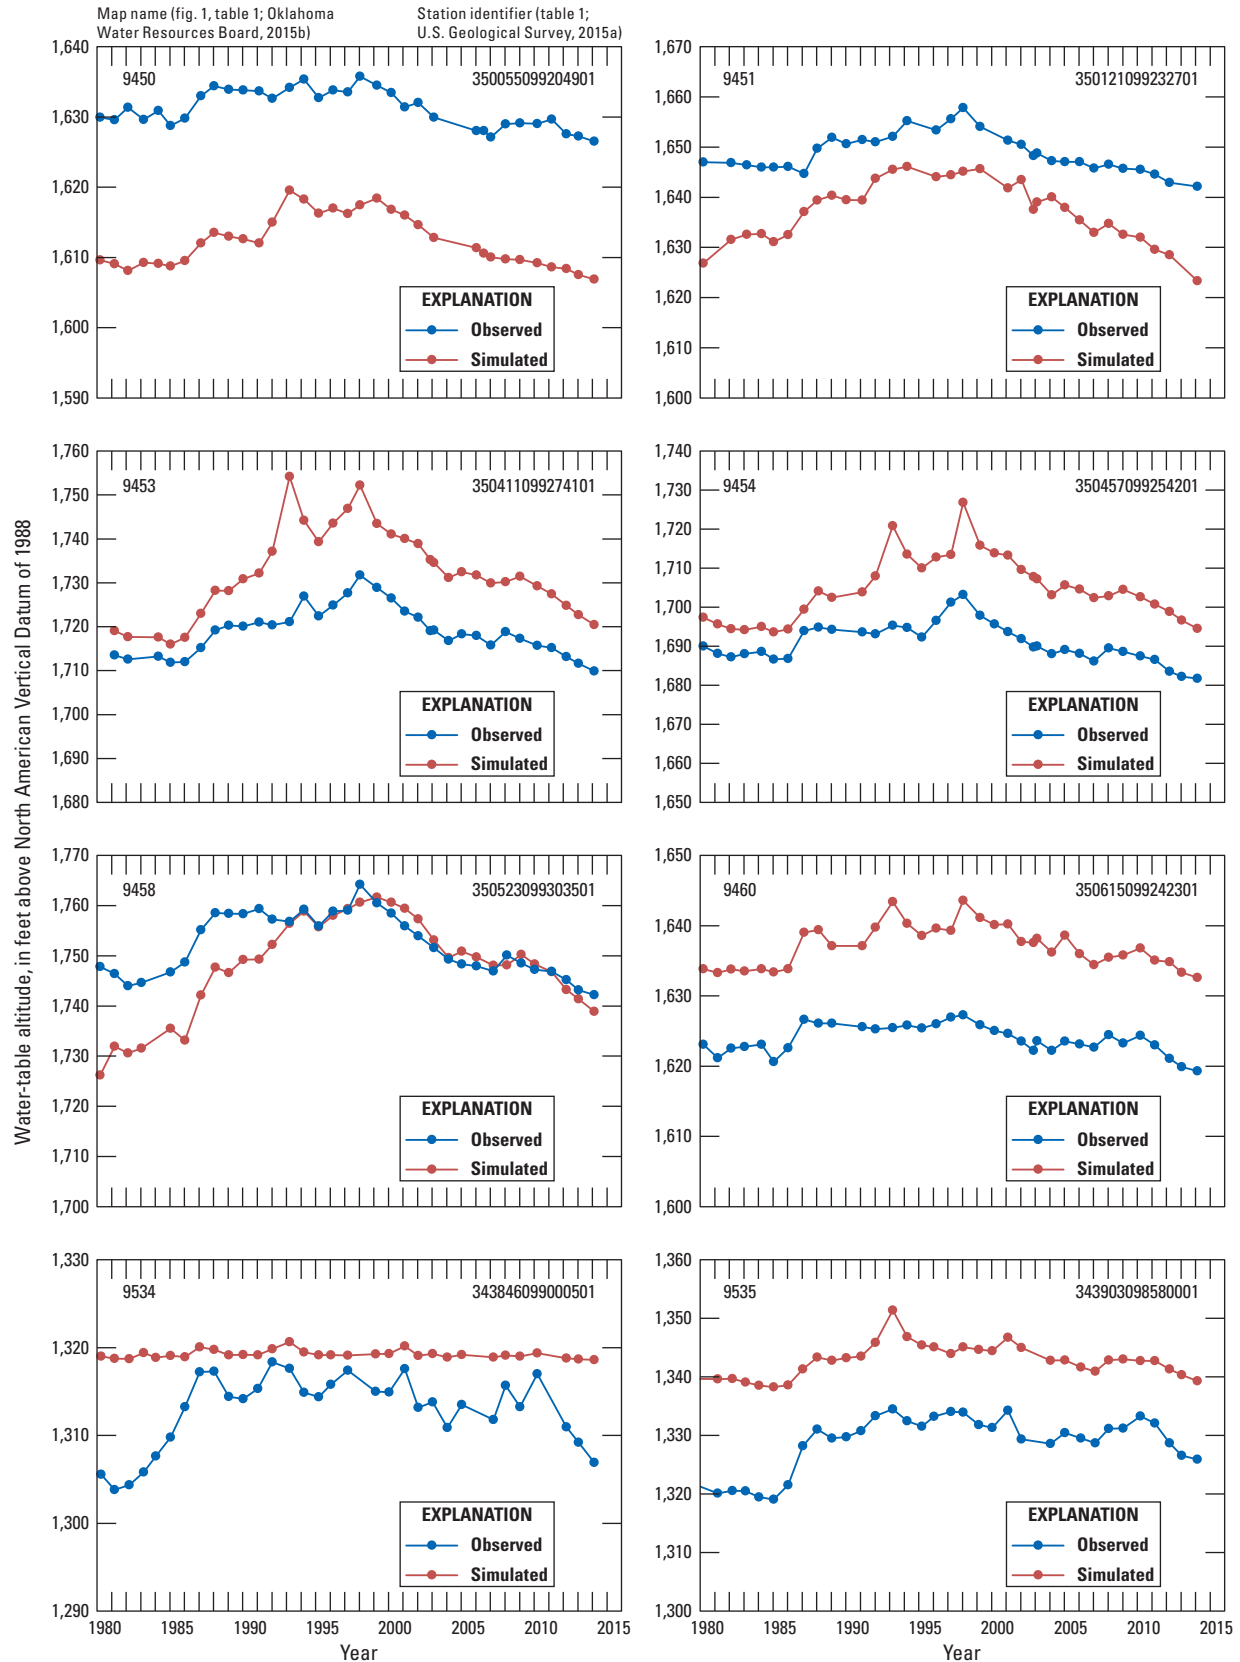 Map name (fig. 1, table 1; Oklahoma
Water Resources Board, 2015b)
Station identifier (table 1;
U.S. Geological Survey, 2015a)
Water-table altitude, in feet above North American Vertical Datum of 1988
9450 350055099204901
1,640
1,630
1,620
1,610
1,600
1,590
EXPLANATION
Observed
Simulated
9451 350121099232701
1,670
1,660
1,650
1,640
1,630
1,620
1,610
1,600
EXPLANATION
Observed
Simulated
9453 350411099274101
1,760
1,750
1,740
1,730
1,720
1,710
1,700
1,690
1,680
EXPLANATION
Observed
Simulated
9454 350457099254201
1,740
1,730
1,720
1,710
1,700
1,690
1,680
1,670
1,660
1,650
EXPLANATION
Observed
Simulated
9458 350523099303501
1,770
1,760
1,750
1,740
1,730
1,720
1,710
1,700
EXPLANATION
Observed
Simulated
9460 350615099242301
1,650
1,640
1,630
1,620
1,610
1,600
EXPLANATION
Observed
Simulated
9534 343846099000501
1,330
1,320
1,310
1,300
1,290
EXPLANATION
Observed
Simulated
1980 1985 1990 1995 2000 2005 2010 2015
Year
9535 343903098580001
1,360
1,350
1,340
1,330
1,320
1,310
1,300
EXPLANATION
Observed
Simulated
1980 1985 1990 1995 2000 2005 2010 2015
Year